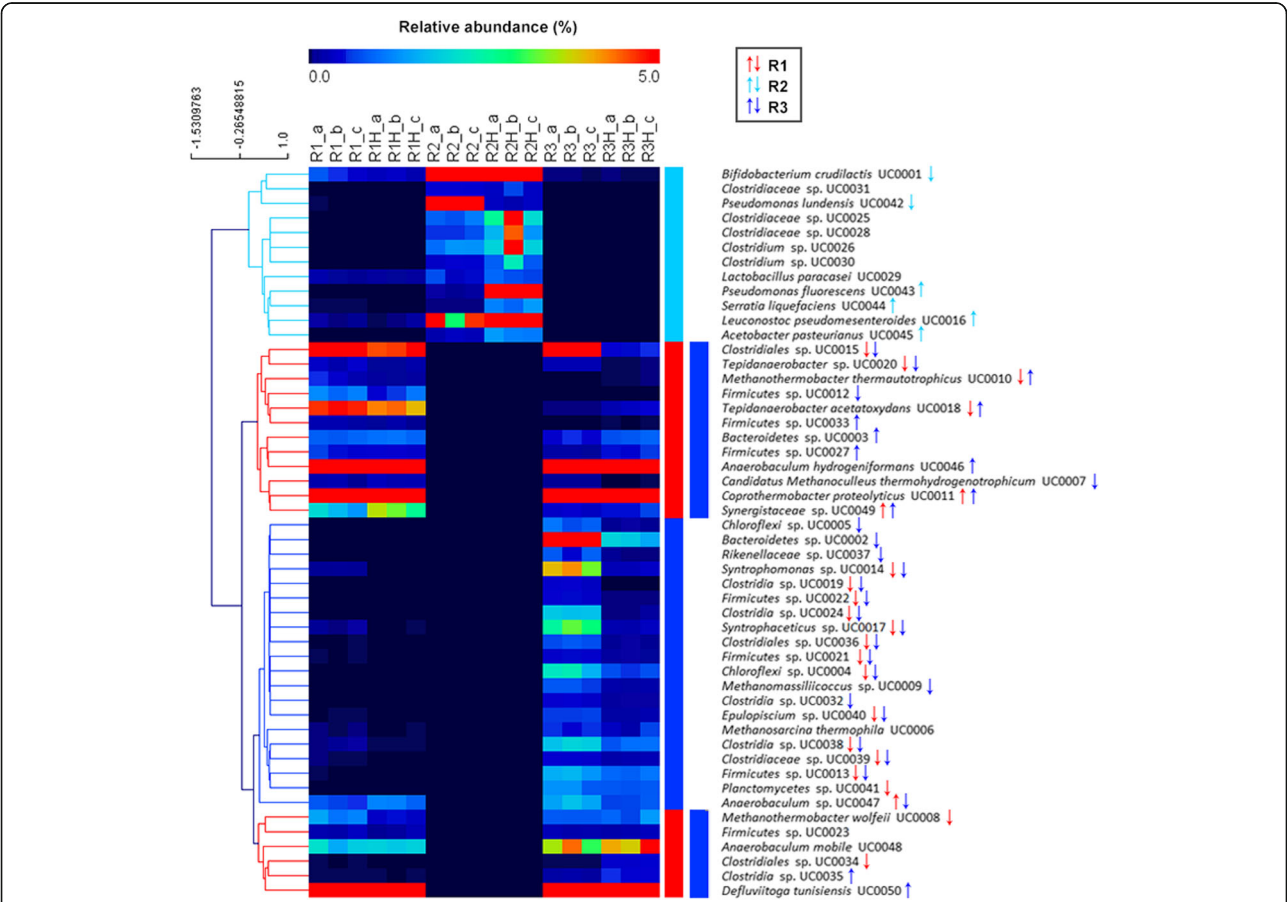 Relative abundance (%)
0.0 5.0
↑↓ R1
↑↓ R2
↑↓ R3
-1.5309763
-0.26548815
1.0
R1_a
R1_b
R1_c
R1H_a
R1H_b
R1H_c
R2_a
R2_b
R2_c
R2H_a
R2H_b
R2H_c
R3_a
R3_b
R3_c
R3H_a
R3H_b
R3H_c
Bifidobacterium crudilactis UC0001 ↓
Clostridiaceae sp. UC0031
Pseudomonas lundensis UC0042 ↓
Clostridiaceae sp. UC0025
Clostridiaceae sp. UC0028
Clostridium sp. UC0026
Clostridium sp. UC0030
Lactobacillus paracasei UC0029
Pseudomonas fluorescens UC0043 ↑
Serratia liquefaciens UC0044 ↑
Leuconostoc pseudomesenteroides UC0016 ↑
Acetobacter pasteurianus UC0045 ↑
Clostridiales sp. UC0015 ↓↓
Tepidanaerobacter sp. UC0020 ↓↓
Methanothermobacter thermautotrophicus UC0010 ↓↑
Firmicutes sp. UC0012 ↓
Tepidanaerobacter acetatoxydans UC0018 ↓↑
Firmicutes sp. UC0033 ↑
Bacteroidetes sp. UC0003 ↑
Firmicutes sp. UC0027 ↑
Anaerobaculum hydrogeniformans UC0046 ↑
Candidatus Methanoculleus thermohydrogenotrophicum UC0007 ↓
Coprothermobacter proteolyticus UC0011 ↑↑
Synergistaceae sp. UC0049 ↑↑
Chloroflexi sp. UC0005 ↓
Bacteroidetes sp. UC0002 ↓
Rikenellaceae sp. UC0037 ↓
Syntrophomonas sp. UC0014 ↓↓
Clostridia sp. UC0019 ↓↓
Firmicutes sp. UC0022 ↓↓
Clostridia sp. UC0024 ↓↓
Syntrophaceticus sp. UC0017 ↓↓
Clostridiales sp. UC0036 ↓↓
Firmicutes sp. UC0021 ↓↓
Chloroflexi sp. UC0004 ↓↓
Methanomassiliicoccus sp. UC0009 ↓
Clostridia sp. UC0032 ↓
Epulopiscium sp. UC0040 ↓↓
Methanosarcina thermophila UC0006
Clostridia sp. UC0038 ↓↓
Clostridiaceae sp. UC0039 ↓↓
Firmicutes sp. UC0013 ↓↓
Planctomycetes sp. UC0041 ↓
Anaerobaculum sp. UC0047 ↑↓
Methanothermobacter wolfeii UC0008 ↓
Firmicutes sp. UC0023
Anaerobaculum mobile UC0048
Clostridiales sp. UC0034 ↓
Clostridia sp. UC0035 ↑
Defluviitoga tunisiensis UC0050 ↑